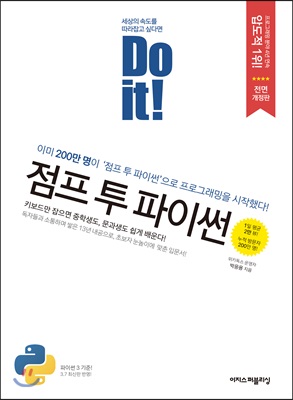 세상의 속도를
따라잡고 싶다면
Do
it!
프로그래밍 분야 4년 연속
압도적 1위!
★★★★
전면
개정판
이미 200만 명이 '점프 투 파이썬'으로 프로그래밍을 시작했다!
점프 투 파이썬
키보드만 잡으면 중학생도, 문과생도 쉽게 배운다!
독자들과 소통하며 쌓은 15년 내공으로, 초보자 눈높이에 맞춘 입문서!
1일 평균
2만 뷰!
누적 방문자
200만 명!
위키독스 운영자
박응용 지음
파이썬 3 기준!
3.7 최신판 반영!
이지스 퍼블리싱